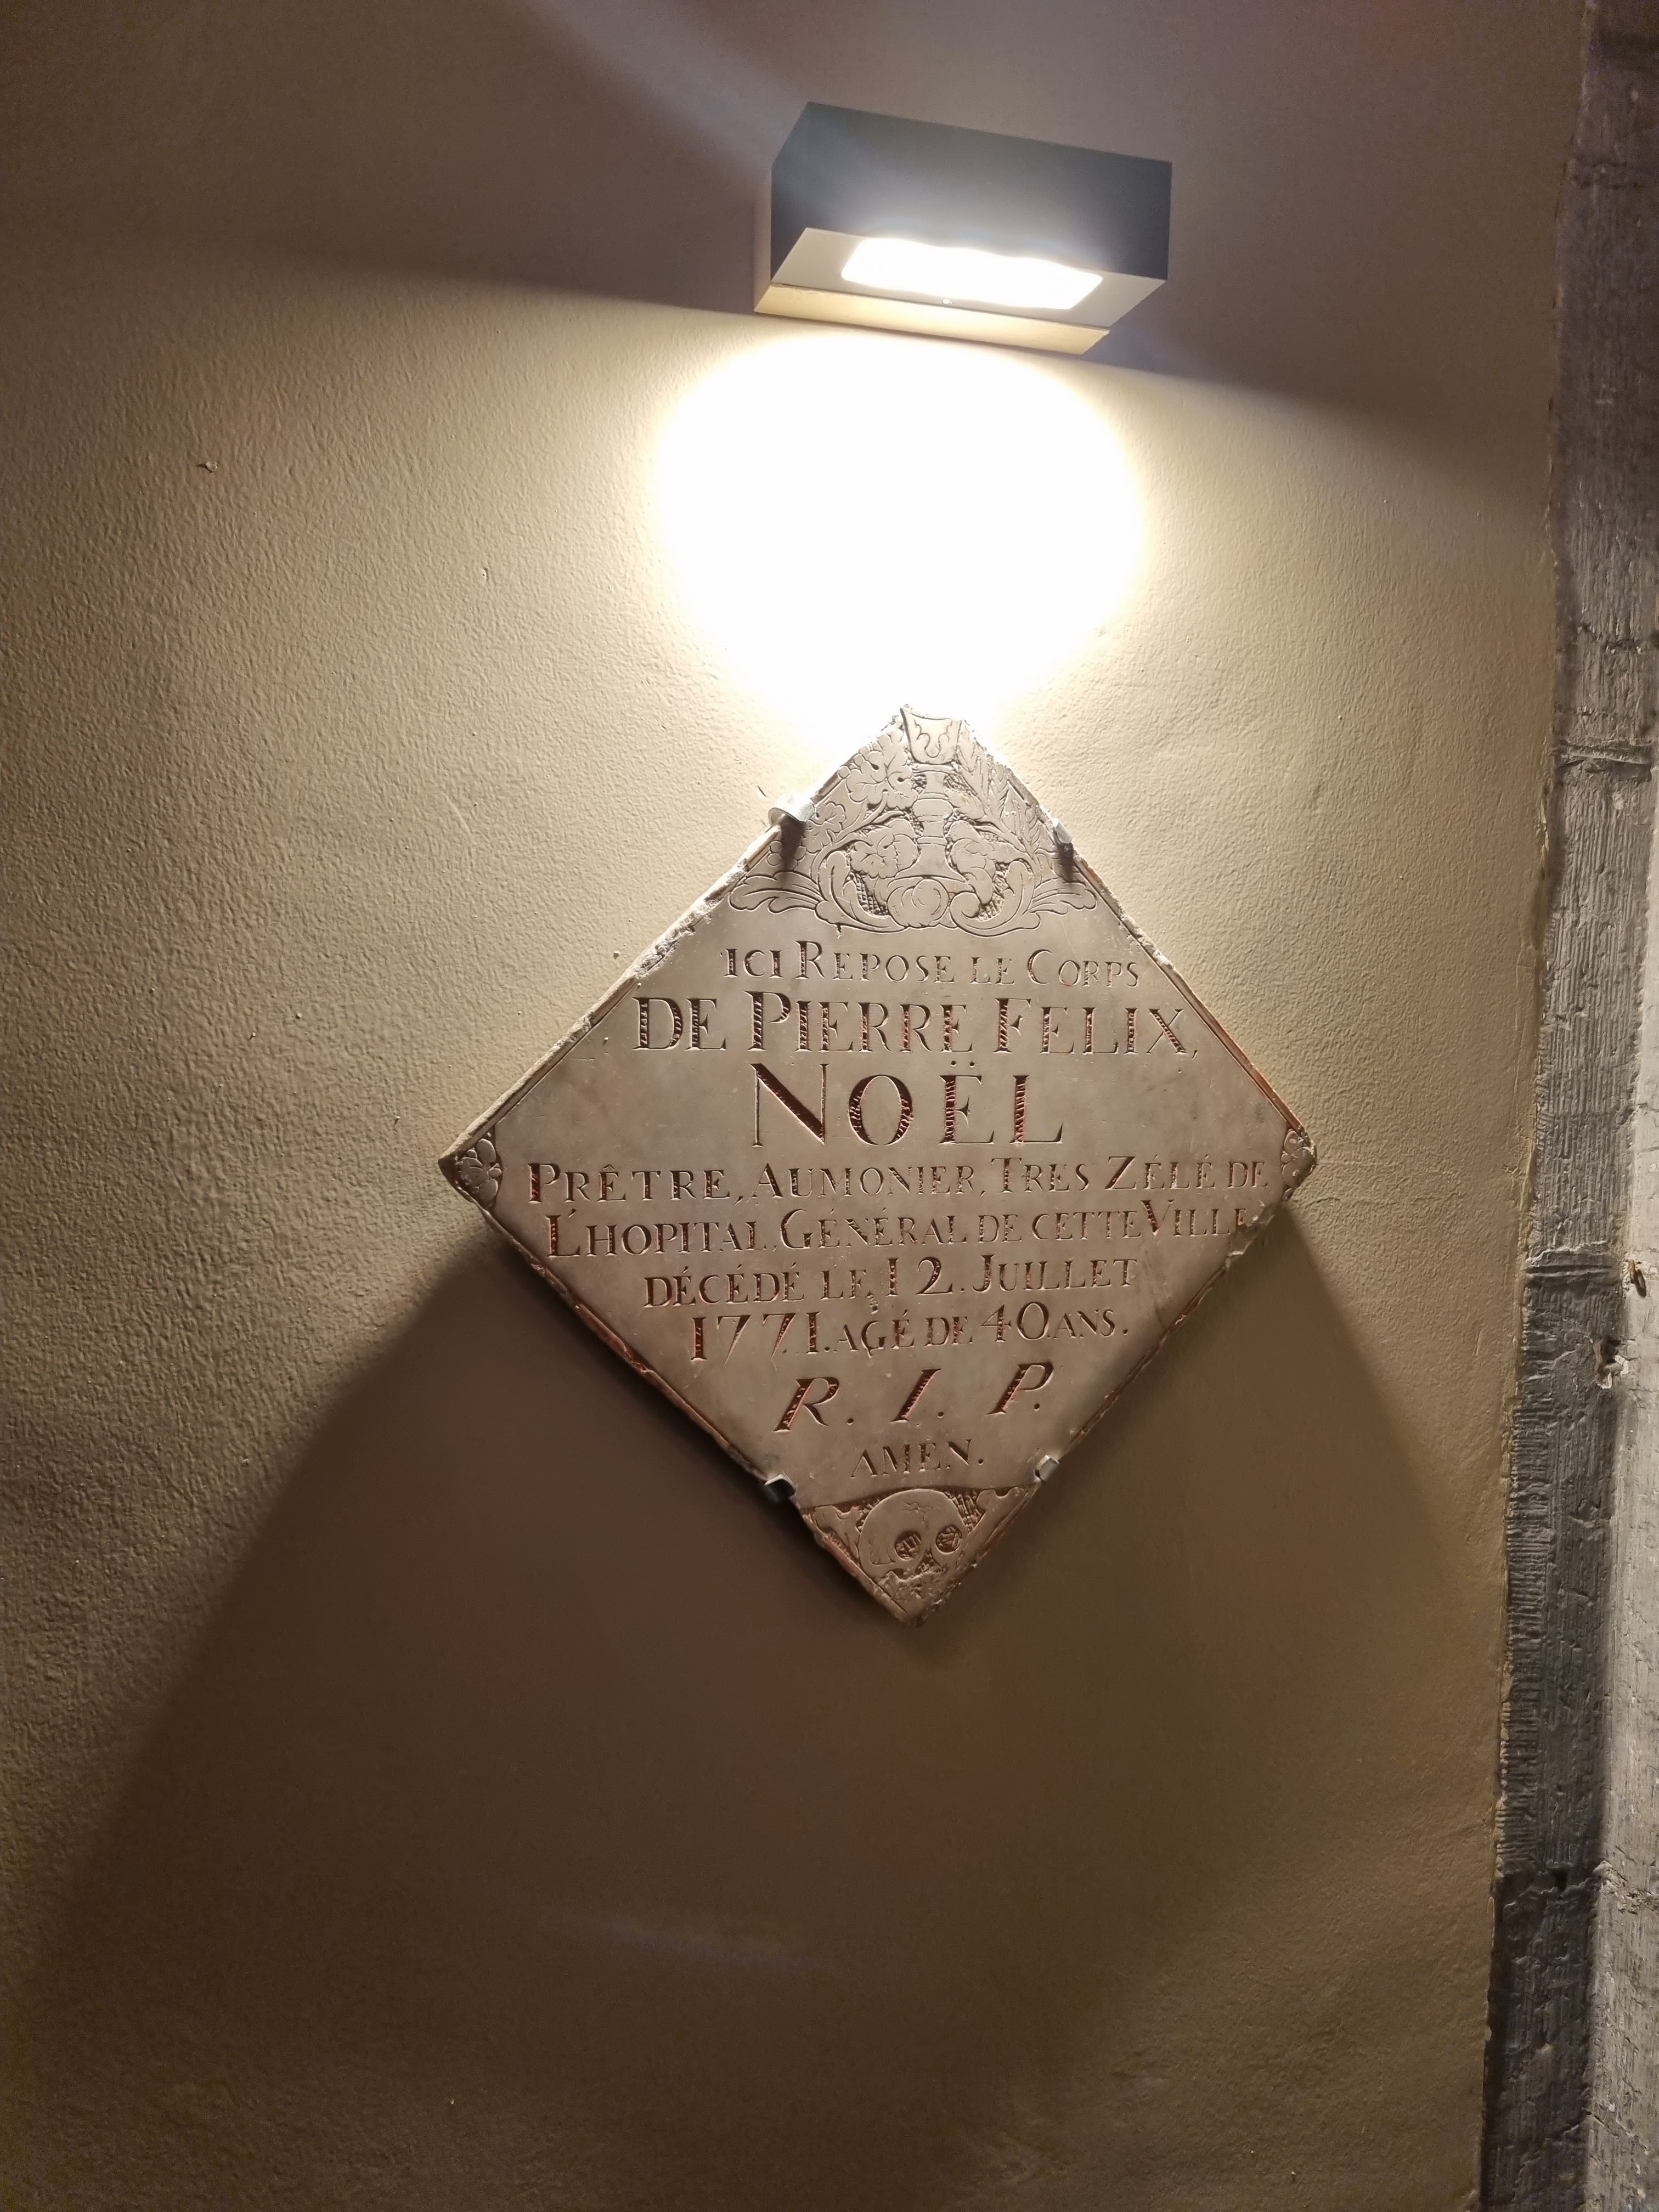 ICI REPOSE LE CORPS
DE PIERRE FELIX,
NOËL
PRÊTRE, AUMONIER, TRES ZÉLÉ DE
L'HOPITAL, GÉNÉRAL DE CETTE VILLE,
DÉCÉDÉ LE, 12. JUILLET
1771. AGÉ DE 40 ANS.
R. I. P.
AMEN.